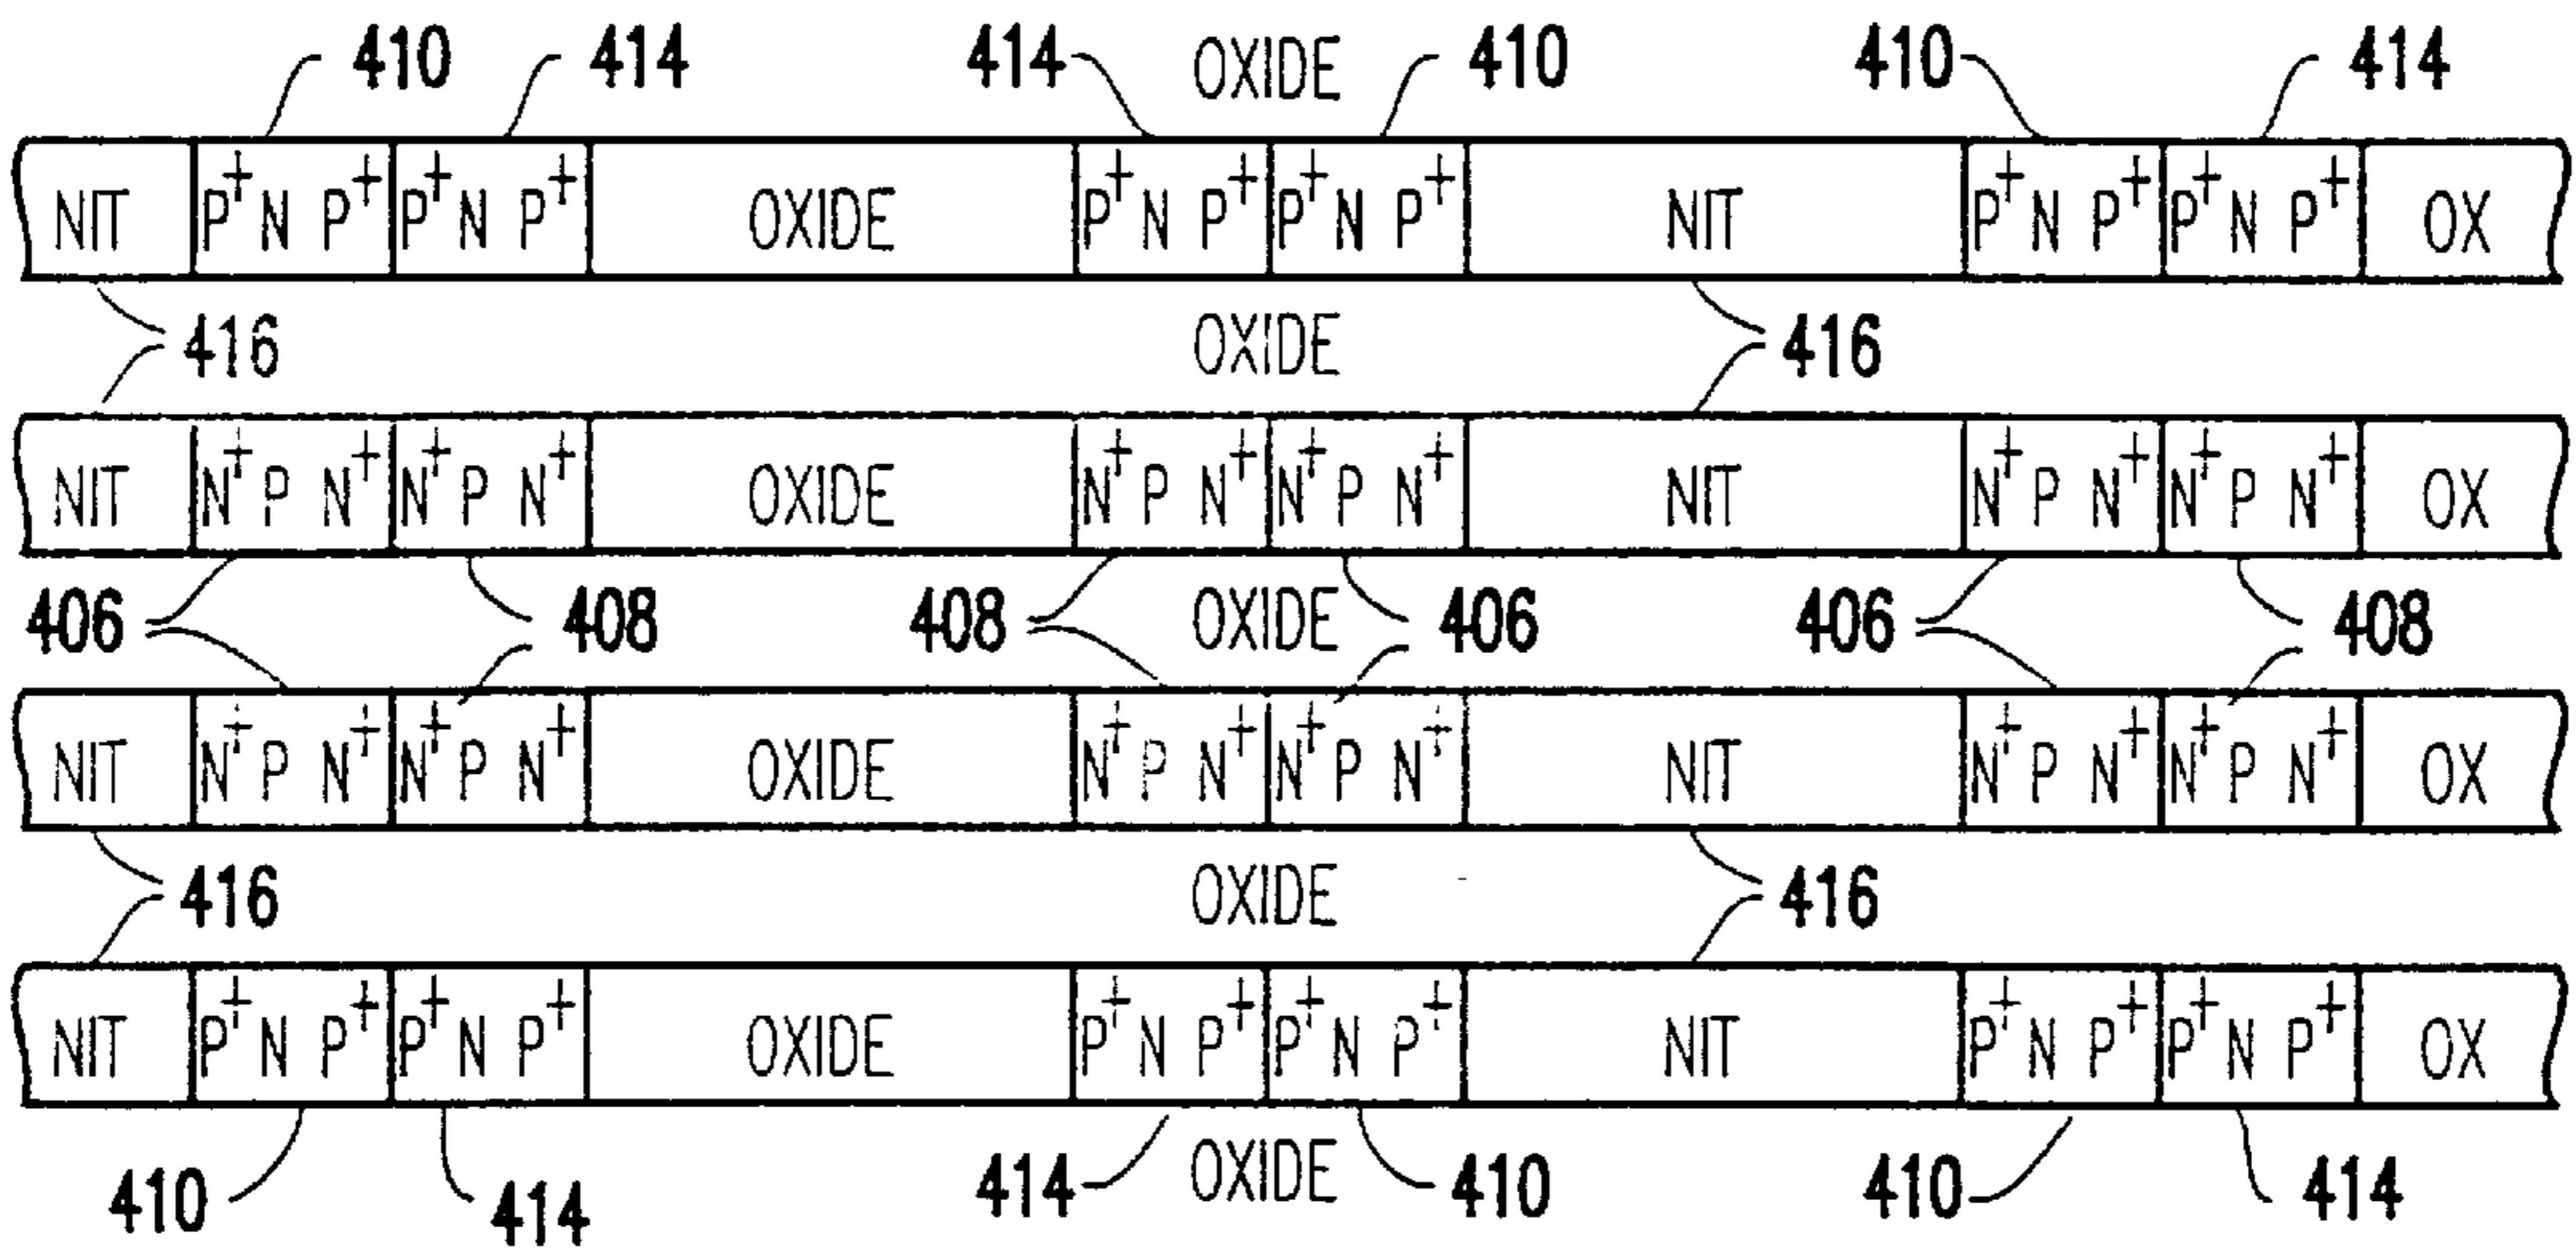 410 414 414 OXIDE 410 410 414
NIT P+ N P+ P+ N P+ OXIDE P+ N P+ P+ N P+ NIT P+ N P+ P+ N P+ OX
416 OXIDE 416
NIT N+ P N+ N+ P N+ OXIDE N+ P N+ N+ P N+ NIT N+ P N+ N+ P N+ OX
406 408 408 OXIDE 406 406 408
NIT N+ P N+ N+ P N+ OXIDE N+ P N+ N+ P N+ NIT N+ P N+ N+ P N+ OX
416 OXIDE 416
NIT P+ N P+ P+ N P+ OXIDE P+ N P+ P+ N P+ NIT P+ N P+ P+ N P+ OX
410 414 414 OXIDE 410 410 414